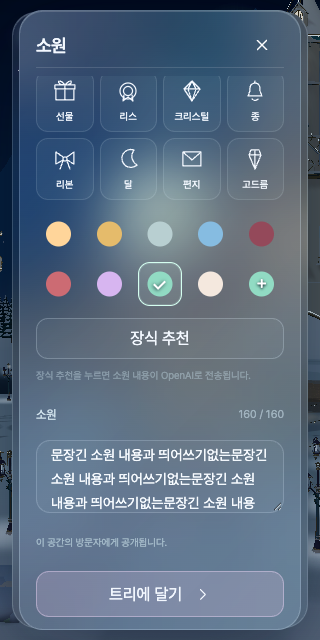 소원
선물
리스
크리스탈
종
리본
달
편지
고드름
장식 추천
장식 추천을 누르면 소원 내용이 OpenAI로 전송됩니다.
소원
160 / 160
문장긴 소원 내용과 띄어쓰기없는문장긴
소원 내용과 띄어쓰기없는문장긴 소원
내용과 띄어쓰기없는문장긴 소원 내용
이 공간의 방문자에게 공개됩니다.
트리에 달기